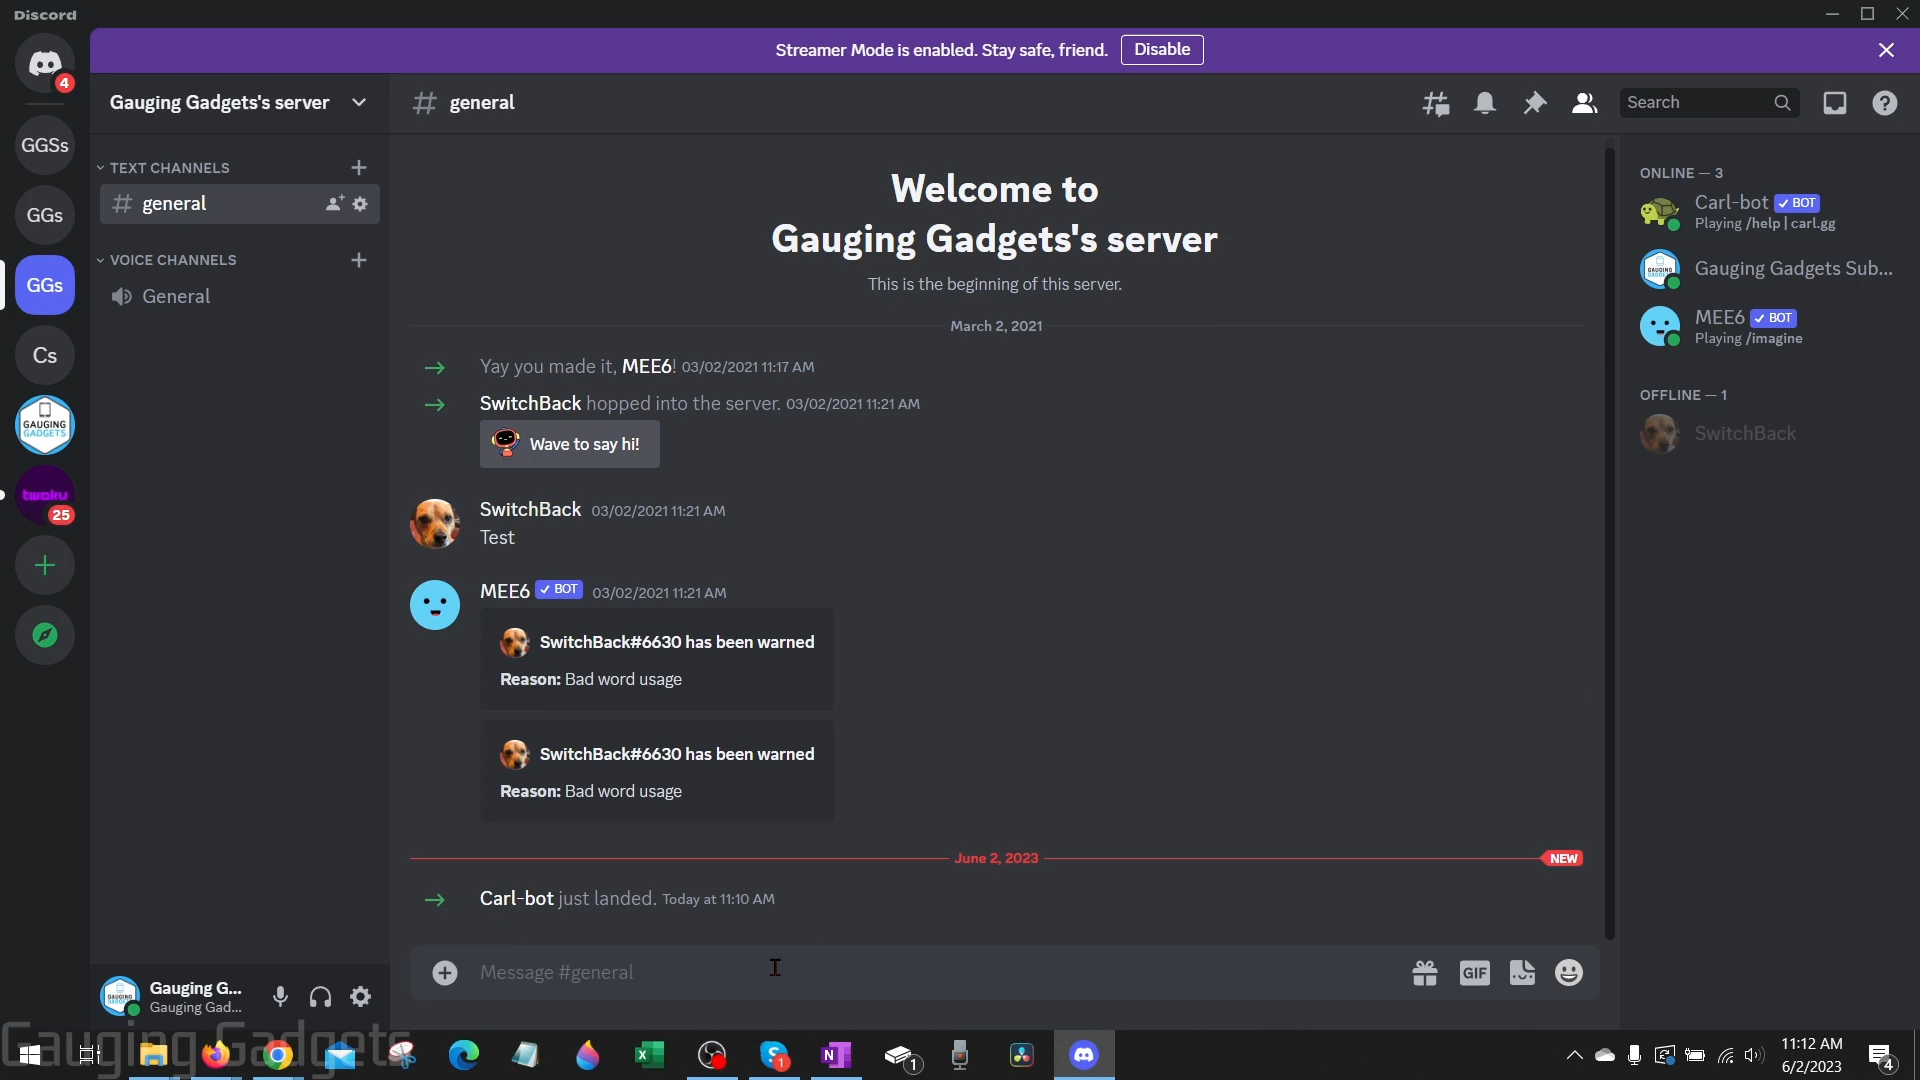 Discord
Streamer Mode is enabled. Stay safe, friend. Disable
4
GGSs
GGs
GGs
Cs
GAUGING GADGETS
twaku
25
Gauging Gadgets's server
TEXT CHANNELS
general
VOICE CHANNELS
General
general
Search
Welcome to
Gauging Gadgets's server
This is the beginning of this server.
March 2, 2021
Yay you made it, MEE6! 03/02/2021 11:17 AM
SwitchBack hopped into the server. 03/02/2021 11:21 AM
Wave to say hi!
SwitchBack 03/02/2021 11:21 AM
Test
MEE6 BOT 03/02/2021 11:21 AM
SwitchBack#6630 has been warned
Reason: Bad word usage
SwitchBack#6630 has been warned
Reason: Bad word usage
June 2, 2023 NEW
Carl-bot just landed. Today at 11:10 AM
Message #general
GIF
ONLINE — 3
Carl-bot BOT
Playing /help | carl.gg
Gauging Gadgets Sub...
MEE6 BOT
Playing /imagine
OFFLINE — 1
SwitchBack
Gauging G...
Gauging Gad...
Gauging Gadgets
1
N
1
11:12 AM
6/2/2023
4